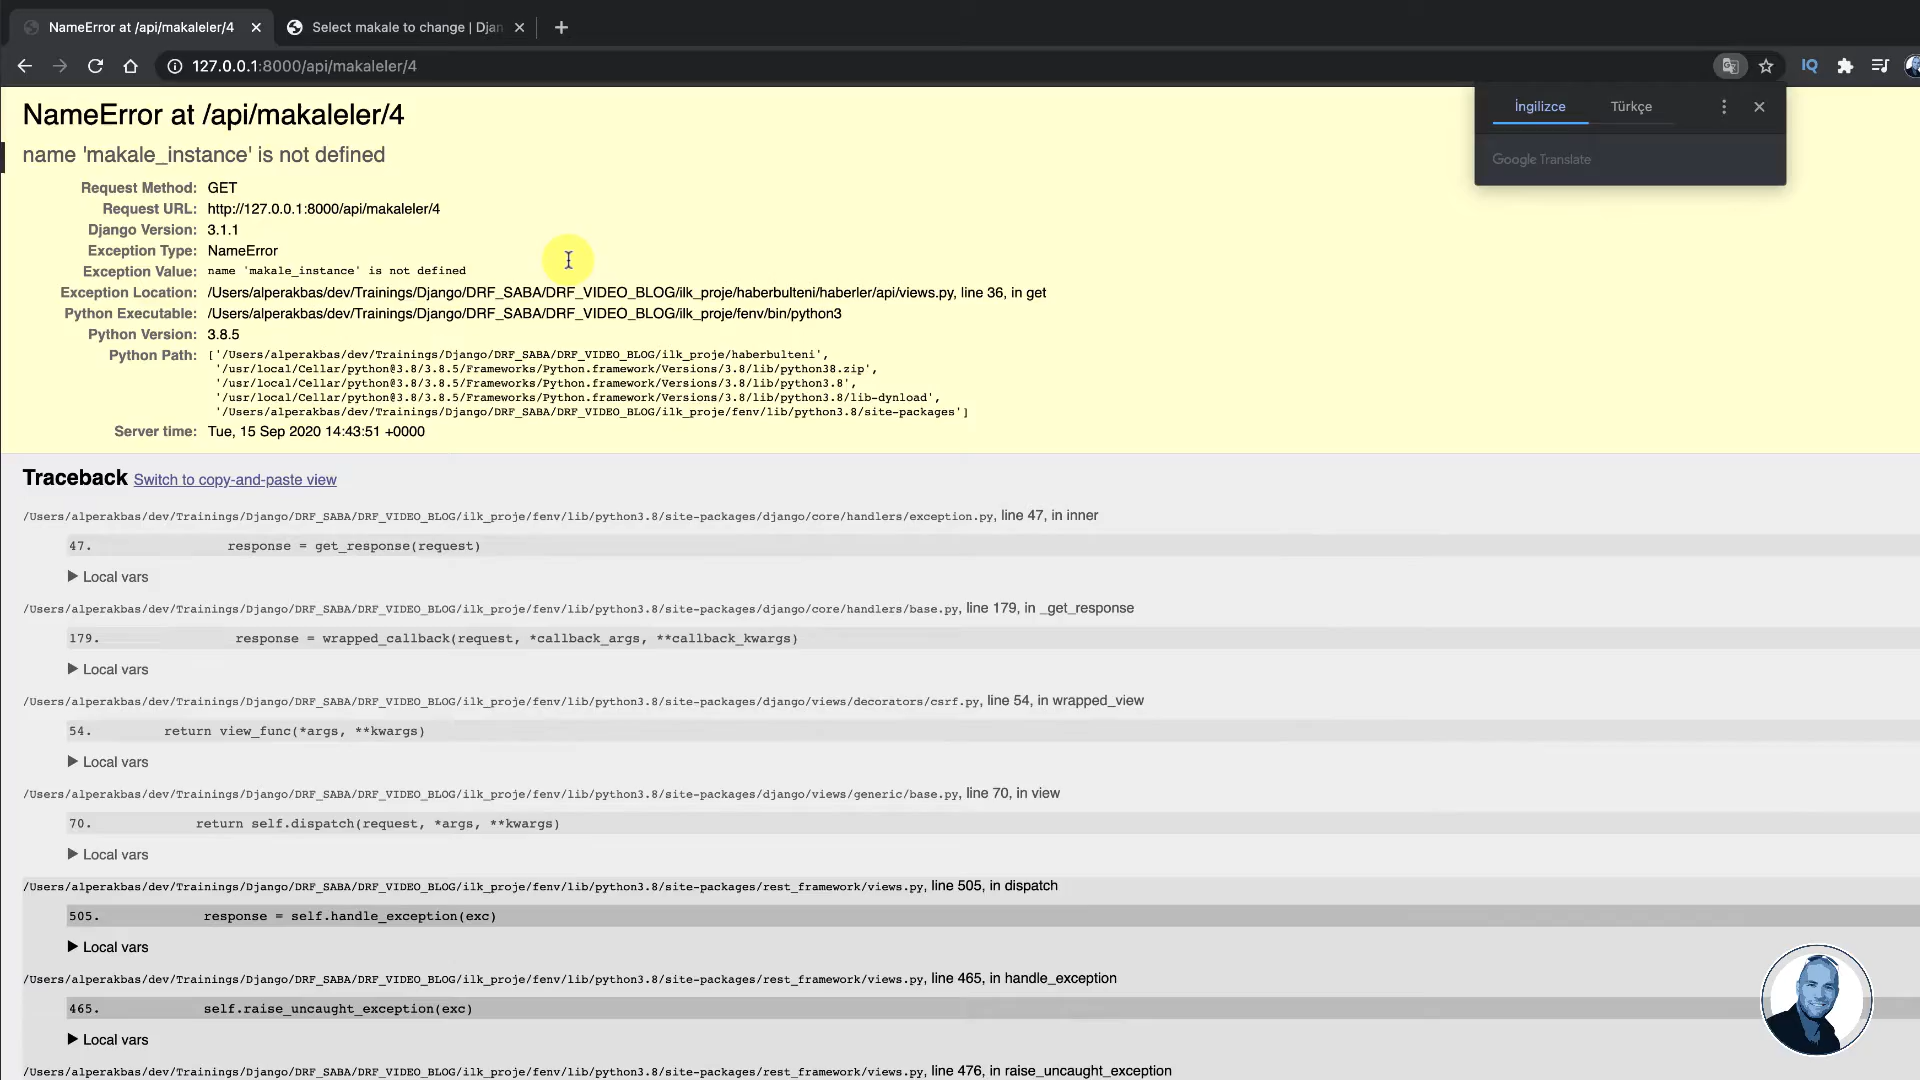 NameError at /api/makaleler/4
Select makale to change | Djan
127.0.0.1:8000/api/makaleler/4
IQ
İngilizce
Türkçe
Google Translate
NameError at /api/makaleler/4
name 'makale_instance' is not defined
Request Method: GET
Request URL: http://127.0.0.1:8000/api/makaleler/4
Django Version: 3.1.1
Exception Type: NameError
Exception Value: name 'makale_instance' is not defined
Exception Location: /Users/alperakbas/dev/Trainings/Django/DRF_SABA/DRF_VIDEO_BLOG/ilk_proje/haberbulteni/haberler/api/views.py, line 36, in get
Python Executable: /Users/alperakbas/dev/Trainings/Django/DRF_SABA/DRF_VIDEO_BLOG/ilk_proje/fenv/bin/python3
Python Version: 3.8.5
Python Path: ['/Users/alperakbas/dev/Trainings/Django/DRF_SABA/DRF_VIDEO_BLOG/ilk_proje/haberbulteni',
'/usr/local/Cellar/python@3.8/3.8.5/Frameworks/Python.framework/Versions/3.8/lib/python38.zip',
'/usr/local/Cellar/python@3.8/3.8.5/Frameworks/Python.framework/Versions/3.8/lib/python3.8',
'/usr/local/Cellar/python@3.8/3.8.5/Frameworks/Python.framework/Versions/3.8/lib/python3.8/lib-dynload',
'/Users/alperakbas/dev/Trainings/Django/DRF_SABA/DRF_VIDEO_BLOG/ilk_proje/fenv/lib/python3.8/site-packages']
Server time: Tue, 15 Sep 2020 14:43:51 +0000
Traceback Switch to copy-and-paste view
/Users/alperakbas/dev/Trainings/Django/DRF_SABA/DRF_VIDEO_BLOG/ilk_proje/fenv/lib/python3.8/site-packages/django/core/handlers/exception.py, line 47, in inner
47. response = get_response(request)
▶ Local vars
/Users/alperakbas/dev/Trainings/Django/DRF_SABA/DRF_VIDEO_BLOG/ilk_proje/fenv/lib/python3.8/site-packages/django/core/handlers/base.py, line 179, in _get_response
179. response = wrapped_callback(request, *callback_args, **callback_kwargs)
▶ Local vars
/Users/alperakbas/dev/Trainings/Django/DRF_SABA/DRF_VIDEO_BLOG/ilk_proje/fenv/lib/python3.8/site-packages/django/views/decorators/csrf.py, line 54, in wrapped_view
54. return view_func(*args, **kwargs)
▶ Local vars
/Users/alperakbas/dev/Trainings/Django/DRF_SABA/DRF_VIDEO_BLOG/ilk_proje/fenv/lib/python3.8/site-packages/django/views/generic/base.py, line 70, in view
70. return self.dispatch(request, *args, **kwargs)
▶ Local vars
/Users/alperakbas/dev/Trainings/Django/DRF_SABA/DRF_VIDEO_BLOG/ilk_proje/fenv/lib/python3.8/site-packages/rest_framework/views.py, line 505, in dispatch
505. response = self.handle_exception(exc)
▶ Local vars
/Users/alperakbas/dev/Trainings/Django/DRF_SABA/DRF_VIDEO_BLOG/ilk_proje/fenv/lib/python3.8/site-packages/rest_framework/views.py, line 465, in handle_exception
465. self.raise_uncaught_exception(exc)
▶ Local vars
/Users/alperakbas/dev/Trainings/Django/DRF_SABA/DRF_VIDEO_BLOG/ilk_proje/fenv/lib/python3.8/site-packages/rest_framework/views.py, line 476, in raise_uncaught_exception